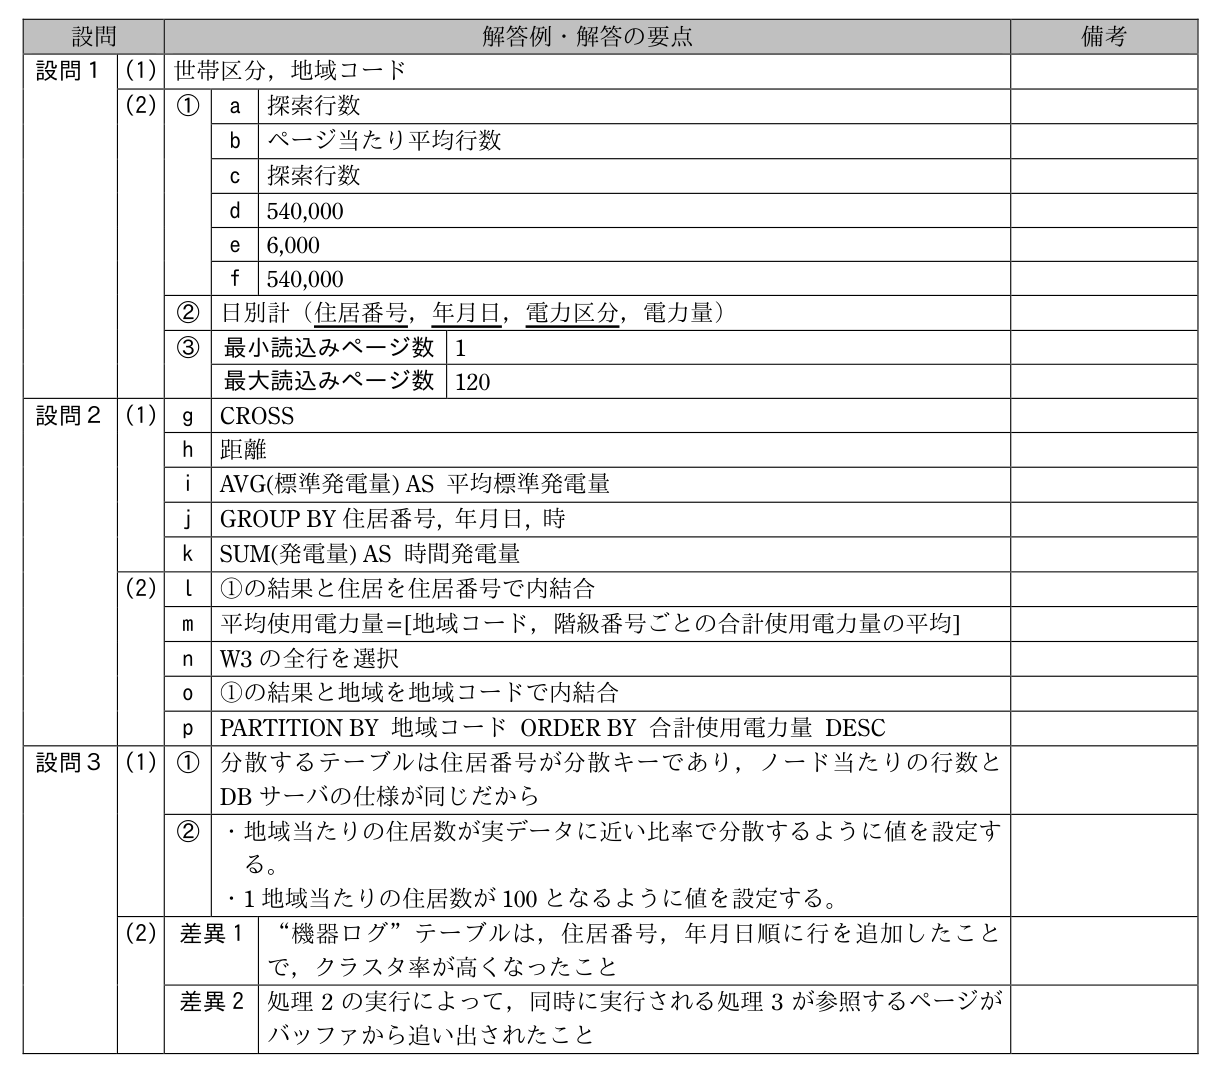 設問 解答例・解答の要点 備考
設問1 (1) 世帯区分，地域コード
(2) ① a 探索行数
b ページ当たり平均行数
c 探索行数
d 540,000
e 6,000
f 540,000
② 日別計（住居番号，年月日，電力区分，電力量）
③ 最小読込みページ数 1
最大読込みページ数 120
設問2 (1) g CROSS
h 距離
i AVG(標準発電量) AS 平均標準発電量
j GROUP BY 住居番号, 年月日, 時
k SUM(発電量) AS 時間発電量
(2) l ①の結果と住居を住居番号で内結合
m 平均使用電力量=[地域コード，階級番号ごとの合計使用電力量の平均]
n W3 の全行を選択
o ①の結果と地域を地域コードで内結合
p PARTITION BY 地域コード ORDER BY 合計使用電力量 DESC
設問3 (1) ① 分散するテーブルは住居番号が分散キーであり，ノード当たりの行数と
DB サーバの仕様が同じだから
② ・地域当たりの住居数が実データに近い比率で分散するように値を設定す
る。
・1 地域当たりの住居数が 100 となるように値を設定する。
(2) 差異1 “機器ログ”テーブルは，住居番号，年月日順に行を追加したこと
で，クラスタ率が高くなったこと
差異2 処理 2 の実行によって，同時に実行される処理 3 が参照するページが
バッファから追い出されたこと